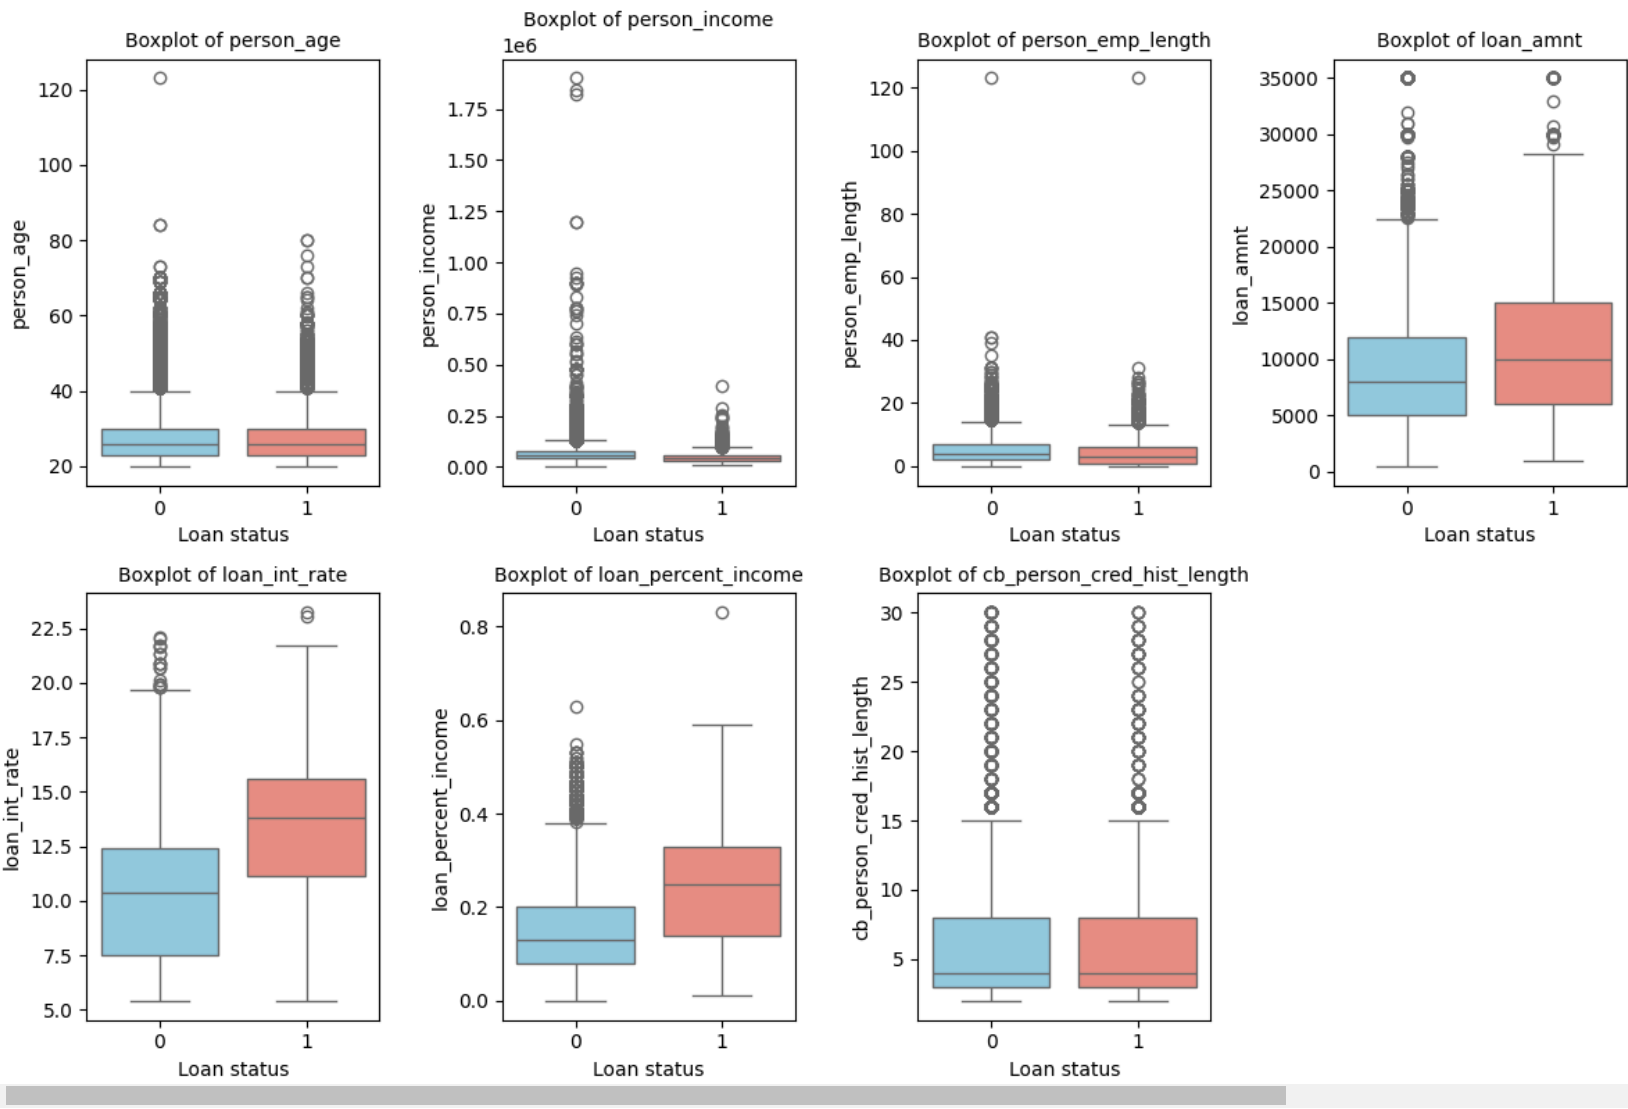 Boxplot of person_age
120
100
80
60
40
20
person_age
0 1
Loan status
Boxplot of person_income
1e6
1.75
1.50
1.25
1.00
0.75
0.50
0.25
0.00
person_income
0 1
Loan status
Boxplot of person_emp_length
120
100
80
60
40
20
0
person_emp_length
0 1
Loan status
Boxplot of loan_amnt
35000
30000
25000
20000
15000
10000
5000
0
loan_amnt
0 1
Loan status
Boxplot of loan_int_rate
22.5
20.0
17.5
15.0
12.5
10.0
7.5
5.0
loan_int_rate
0 1
Loan status
Boxplot of loan_percent_income
0.8
0.6
0.4
0.2
0.0
loan_percent_income
0 1
Loan status
Boxplot of cb_person_cred_hist_length
30
25
20
15
10
5
cb_person_cred_hist_length
0 1
Loan status